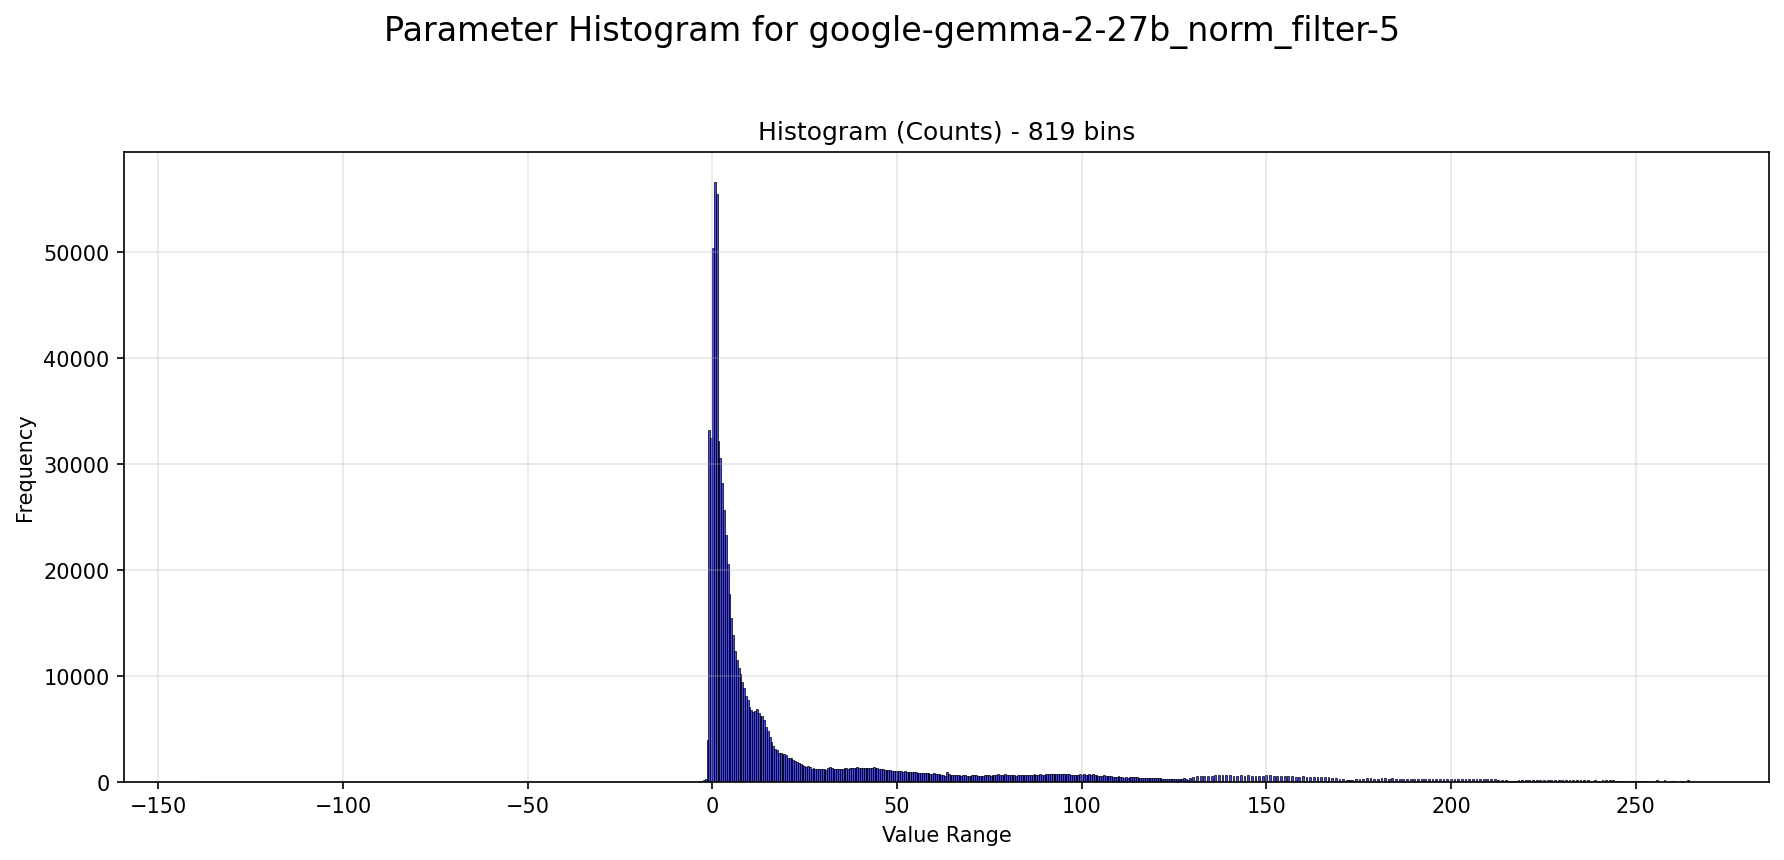 Parameter Histogram for google-gemma-2-27b_norm_filter-5
Histogram (Counts) - 819 bins
Frequency
50000
40000
30000
20000
10000
0
−150 −100 −50 0 50 100 150 200 250
Value Range